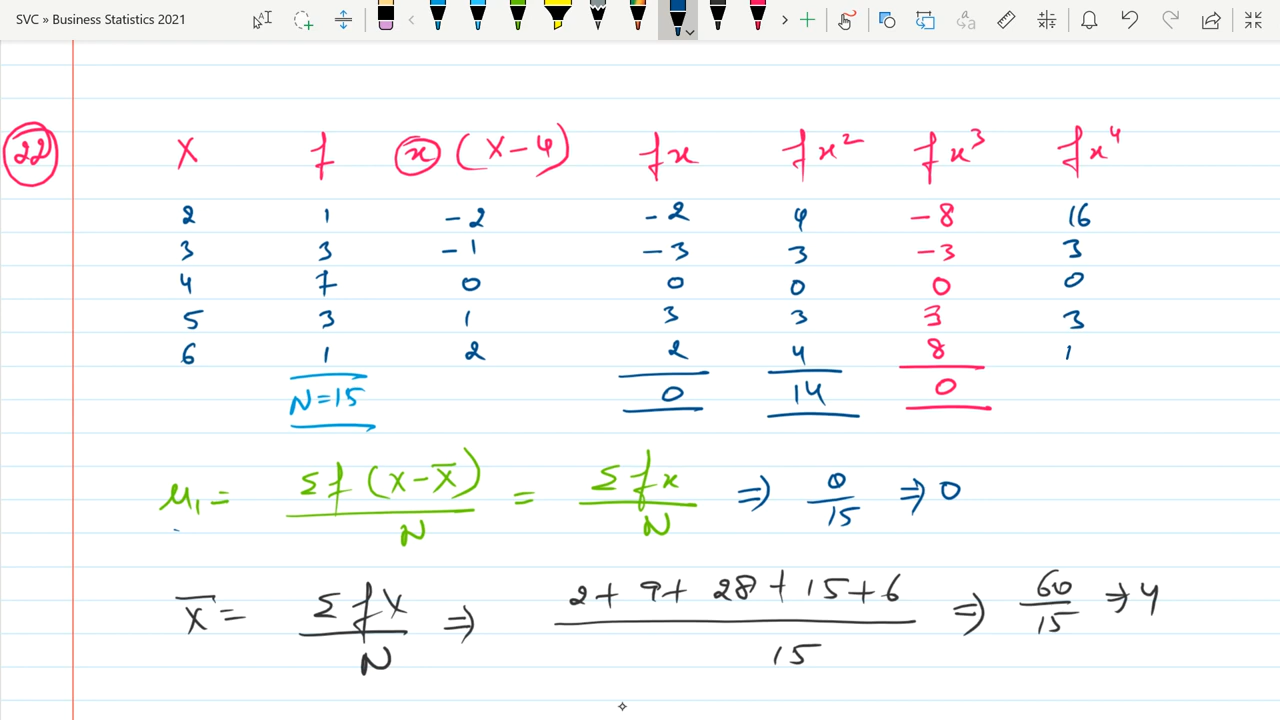 SVC » Business Statistics 2021
22 X f x (X-4) fx fx² fx³ fx⁴
2 1 -2 -2 4 -8 16
3 3 -1 -3 3 -3 3
4 7 0 0 0 0 0
5 3 1 3 3 3 3
6 1 2 2 4 8 1
N=15 0 14 0
μ₁ = Σf(X-X̄)/N = Σfx/N ⇒ 0/15 ⇒ 0
X̄ = ΣfX/N ⇒ 2+9+28+15+6/15 ⇒ 60/15 → 4